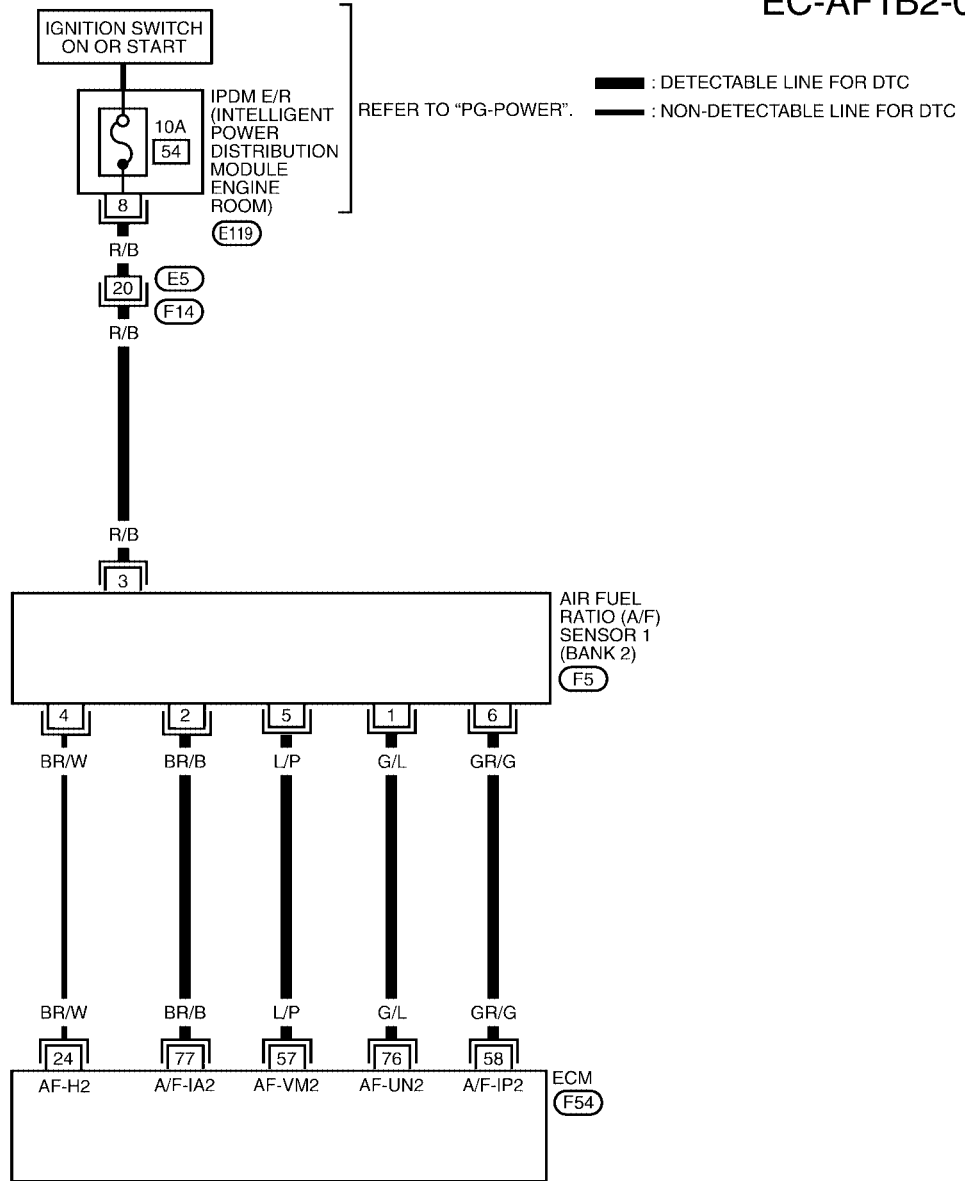 EC-AF1B2-0
IGNITION SWITCH
ON OR START
IPDM E/R
(INTELLIGENT
POWER
DISTRIBUTION
MODULE
ENGINE
ROOM)
10A
54
REFER TO “PG-POWER”.
: DETECTABLE LINE FOR DTC
: NON-DETECTABLE LINE FOR DTC
8
E119
R/B
20
E5
F14
R/B
R/B
3
AIR FUEL
RATIO (A/F)
SENSOR 1
(BANK 2)
F5
4 2 5 1 6
BR/W BR/B L/P G/L GR/G
BR/W BR/B L/P G/L GR/G
24 77 57 76 58
AF-H2 A/F-IA2 AF-VM2 AF-UN2 A/F-IP2
ECM
F54